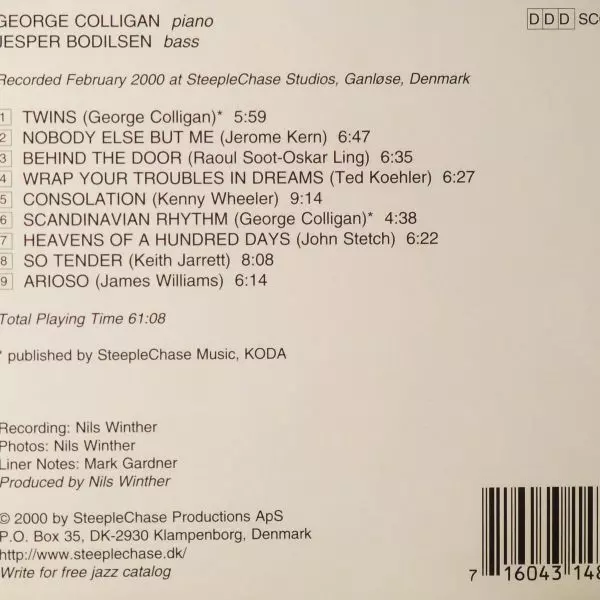 GEORGE COLLIGAN piano
JESPER BODILSEN bass
DDD
Recorded February 2000 at SteepleChase Studios, Ganløse, Denmark
1 TWINS (George Colligan)* 5:59
2 NOBODY ELSE BUT ME (Jerome Kern) 6:47
3 BEHIND THE DOOR (Raoul Soot-Oskar Ling) 6:35
4 WRAP YOUR TROUBLES IN DREAMS (Ted Koehler) 6:27
5 CONSOLATION (Kenny Wheeler) 9:14
6 SCANDINAVIAN RHYTHM (George Colligan)* 4:38
7 HEAVENS OF A HUNDRED DAYS (John Stetch) 6:22
8 SO TENDER (Keith Jarrett) 8:08
9 ARIOSO (James Williams) 6:14
Total Playing Time 61:08
* published by SteepleChase Music, KODA
Recording: Nils Winther
Photos: Nils Winther
Liner Notes: Mark Gardner
Produced by Nils Winther
© 2000 by SteepleChase Productions ApS
P.O. Box 35, DK-2930 Klampenborg, Denmark
http://www.steeplechase.dk/
Write for free jazz catalog
7 16043 148